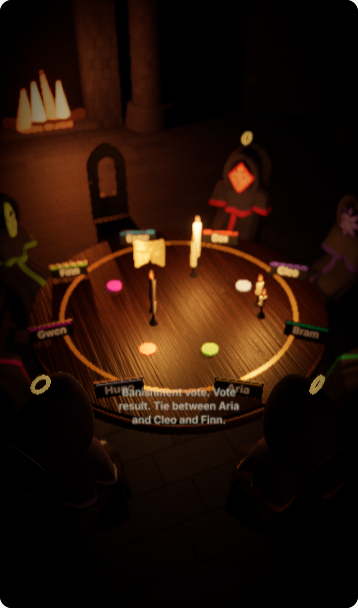 Finn
Cleo
Gwen
Bram
Aria
Banishment vote. Vote
result. Tie between Aria
and Cleo and Finn.